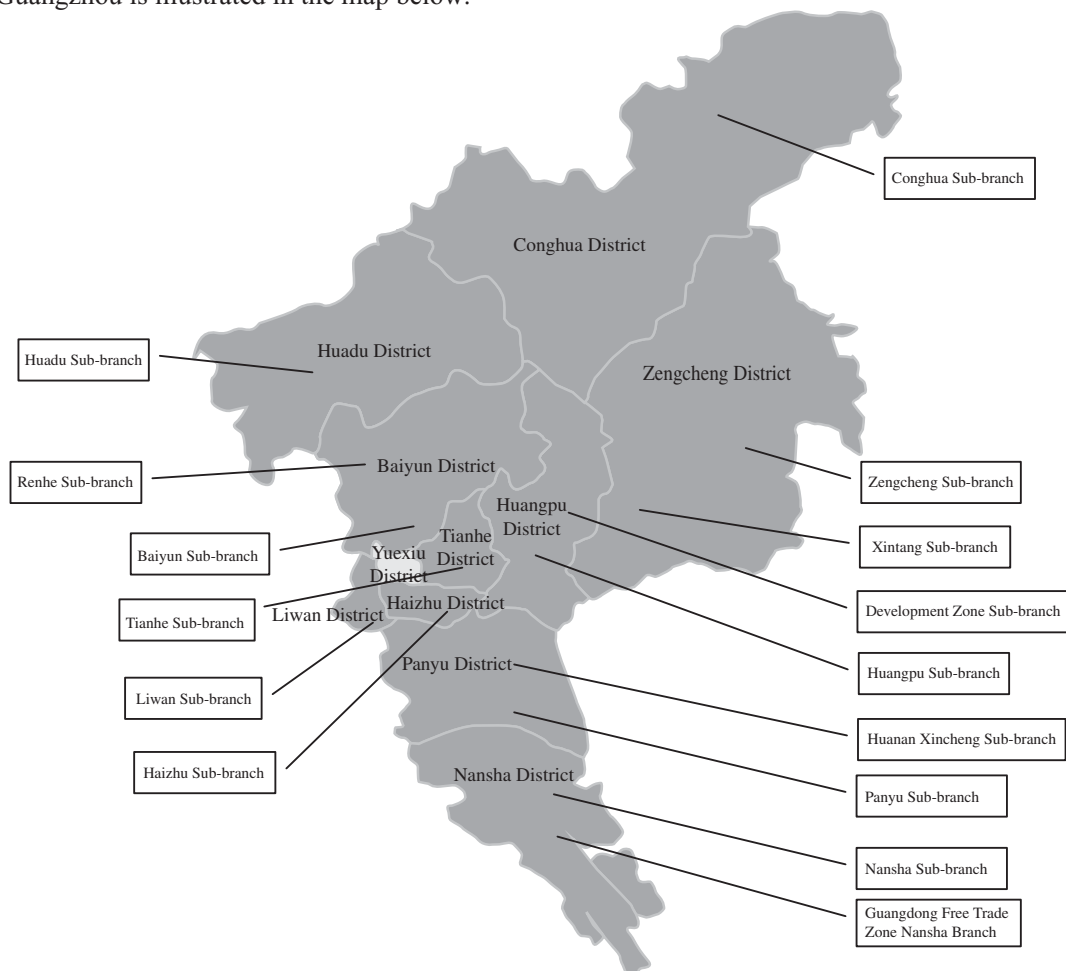 Guangzhou is illustrated in the map below:
Conghua Sub-branch
Conghua District
Huadu Sub-branch
Huadu District
Zengcheng District
Renhe Sub-branch
Baiyun District
Zengcheng Sub-branch
Huangpu
District
Baiyun Sub-branch
Tianhe
District
Xintang Sub-branch
Yuexiu
District
Tianhe Sub-branch
Liwan District
Haizhu District
Development Zone Sub-branch
Panyu District
Huangpu Sub-branch
Liwan Sub-branch
Huanan Xincheng Sub-branch
Haizhu Sub-branch
Nansha District
Panyu Sub-branch
Nansha Sub-branch
Guangdong Free Trade
Zone Nansha Branch